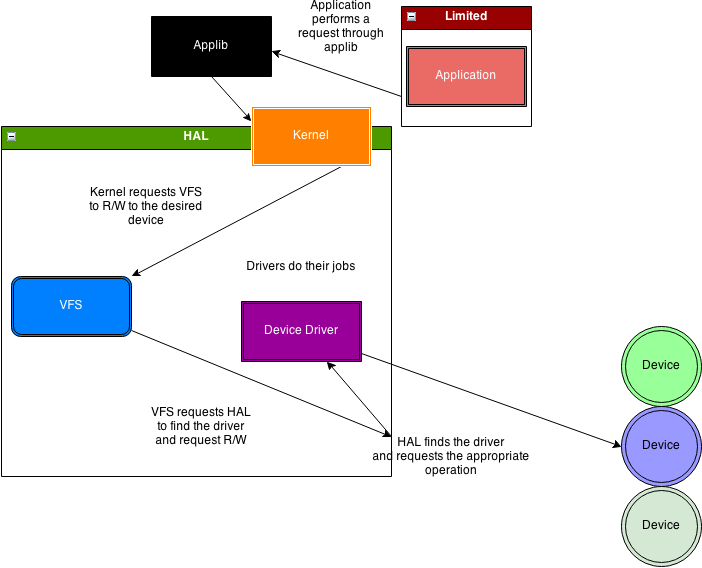 Application
performs a
request through
applib
Limited
Applib
Application
HAL
Kernel
Kernel requests VFS
to R/W to the desired
device
Drivers do their jobs
VFS
Device Driver
VFS requests HAL
to find the driver
and request R/W
HAL finds the driver
and requests the appropriate
operation
Device
Device
Device